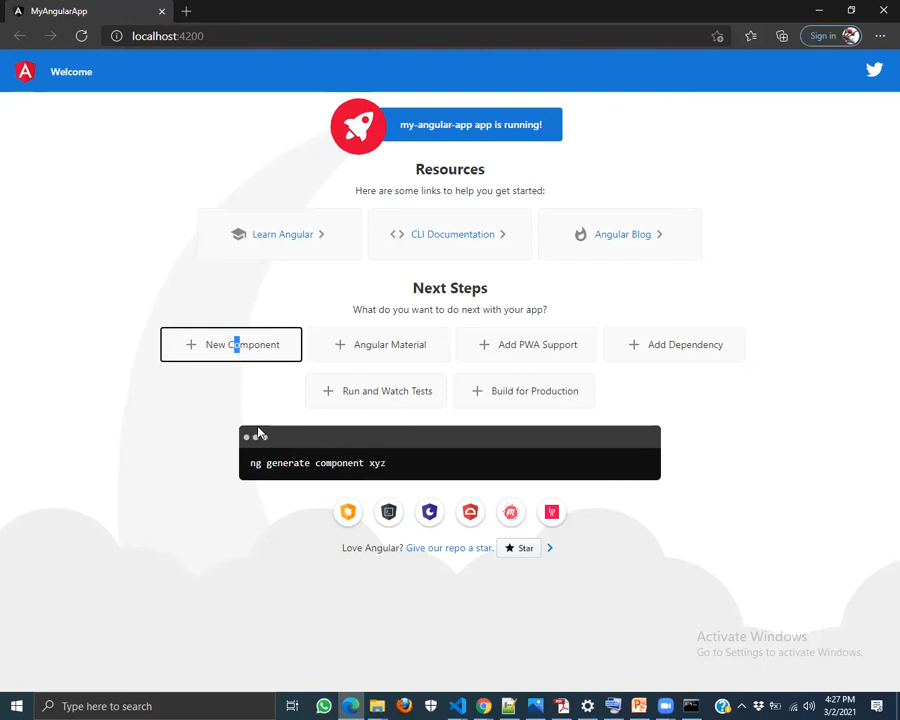 MyAngularApp
localhost:4200
Sign in
A
Welcome
my-angular-app app is running!
Resources
Here are some links to help you get started:
Learn Angular
CLI Documentation
Angular Blog
Next Steps
What do you want to do next with your app?
New Component
Angular Material
Add PWA Support
Add Dependency
Run and Watch Tests
Build for Production
ng generate component xyz
Love Angular? Give our repo a star. Star
Activate Windows
Go to Settings to activate Windows.
Type here to search
4:27 PM
3/2/2021